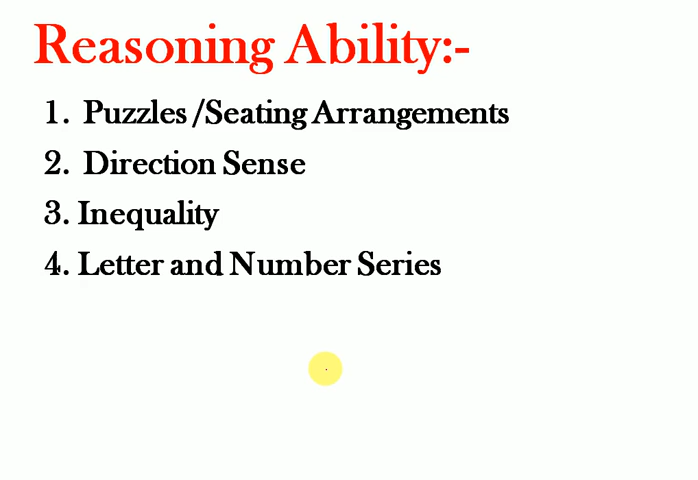 Reasoning Ability:-
1. Puzzles /Seating Arrangements
2. Direction Sense
3. Inequality
4. Letter and Number Series